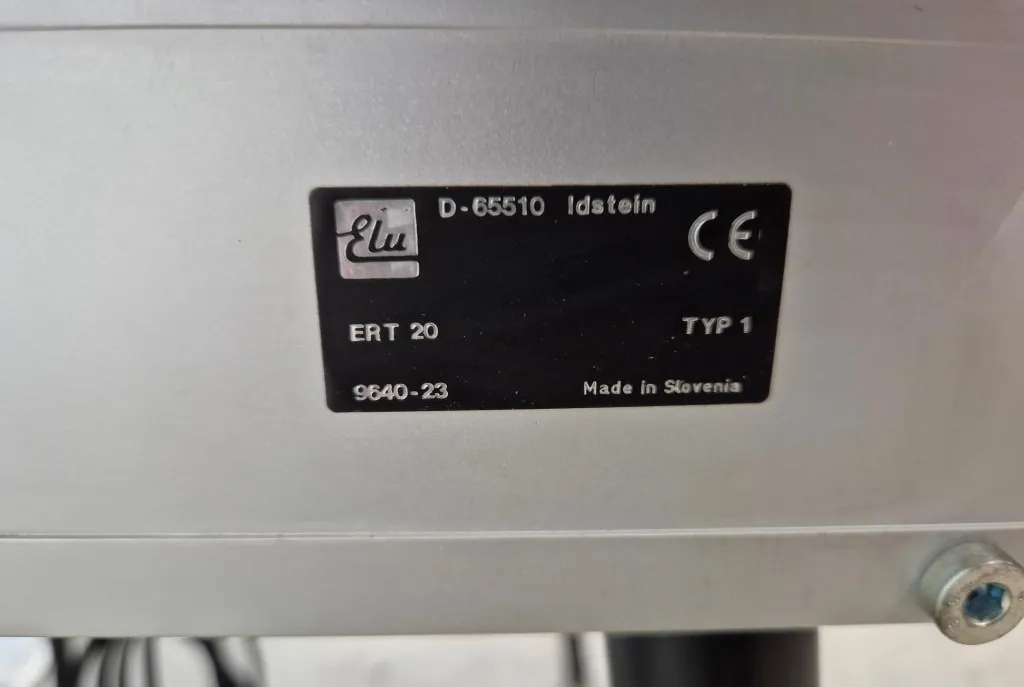 Elu
D-65510 Idstein
CE
ERT 20
TYP 1
9640-23
Made in Slovenia